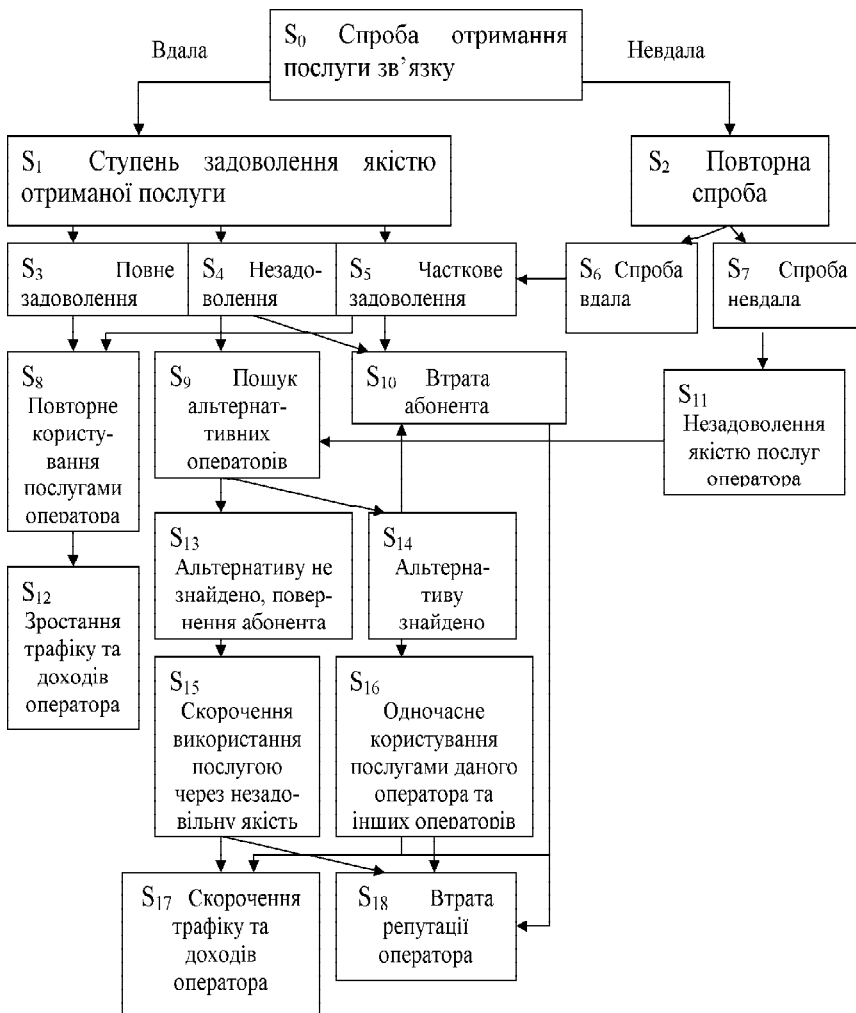 Вдала
S0 Спроба отримання
послуги зв’язку
Невдала
S1 Ступень задоволення якістю
отриманої послуги
S2 Повторна
спроба
S3 Повне
задоволення
S4 Незадо-
волення
S5 Часткове
задоволення
S6 Спроба
вдала
S7 Спроба
невдала
S8
Повторне
користу-
вання
послугами
оператора
S9 Пошук
альтернат-
тивних
операторів
S10 Втрата
абонента
S11
Незадоволення
якістю послуг
оператора
S12
Зростання
трафіку та
доходів
оператора
S13
Альтернативу не
знайдено, повер-
нення абонента
S14
Альтерна-
тиву
знайдено
S15
Скорочення
використання
послугою
через незадо-
вільну якість
S16
Одночасне
користування
послугами даного
оператора та
інших операторів
S17 Скорочення
трафіку та
доходів
оператора
S18 Втрата
репутації
оператора